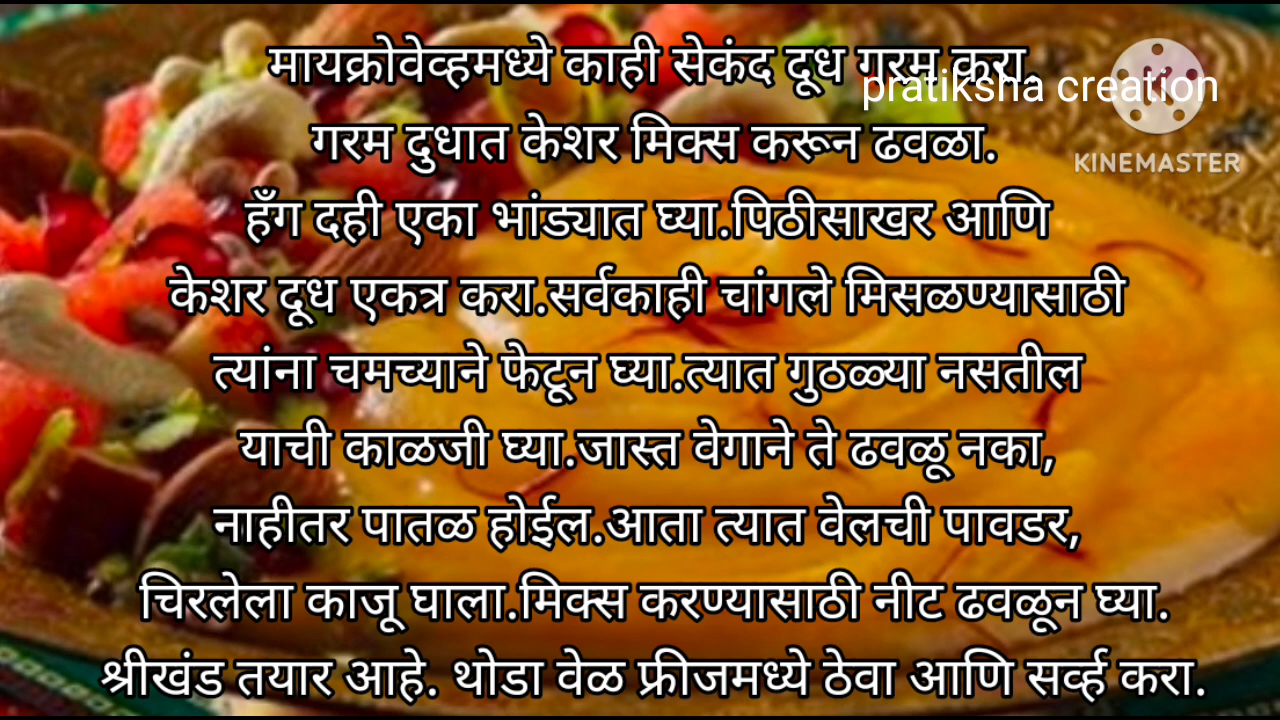 मायक्रोवेव्हमध्ये काही सेकंद दूध गरम करा.
pratiksha creation
KINEMASTER
गरम दुधात केशर मिक्स करून ढवळा.
हँग दही एका भांड्यात घ्या.पिठीसाखर आणि
केशर दूध एकत्र करा.सर्वकाही चांगले मिसळण्यासाठी
त्यांना चमच्याने फेटून घ्या.त्यात गुठळ्या नसतील
याची काळजी घ्या.जास्त वेगाने ते ढवळू नका,
नाहीतर पातळ होईल.आता त्यात वेलची पावडर,
चिरलेला काजू घाला.मिक्स करण्यासाठी नीट ढवळून घ्या.
श्रीखंड तयार आहे. थोडा वेळ फ्रीजमध्ये ठेवा आणि सर्व्ह करा.